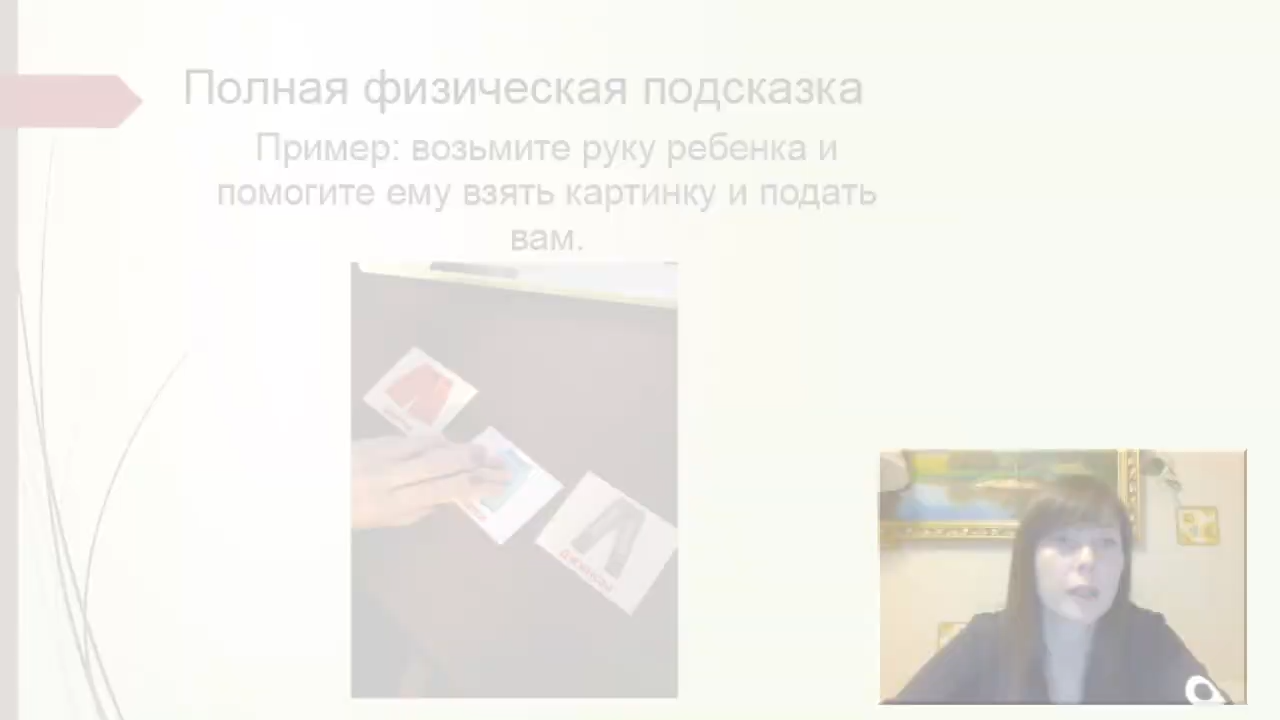 Полная физическая подсказка
Пример: возьмите руку ребенка и
помогите ему взять картинку и подать
вам.